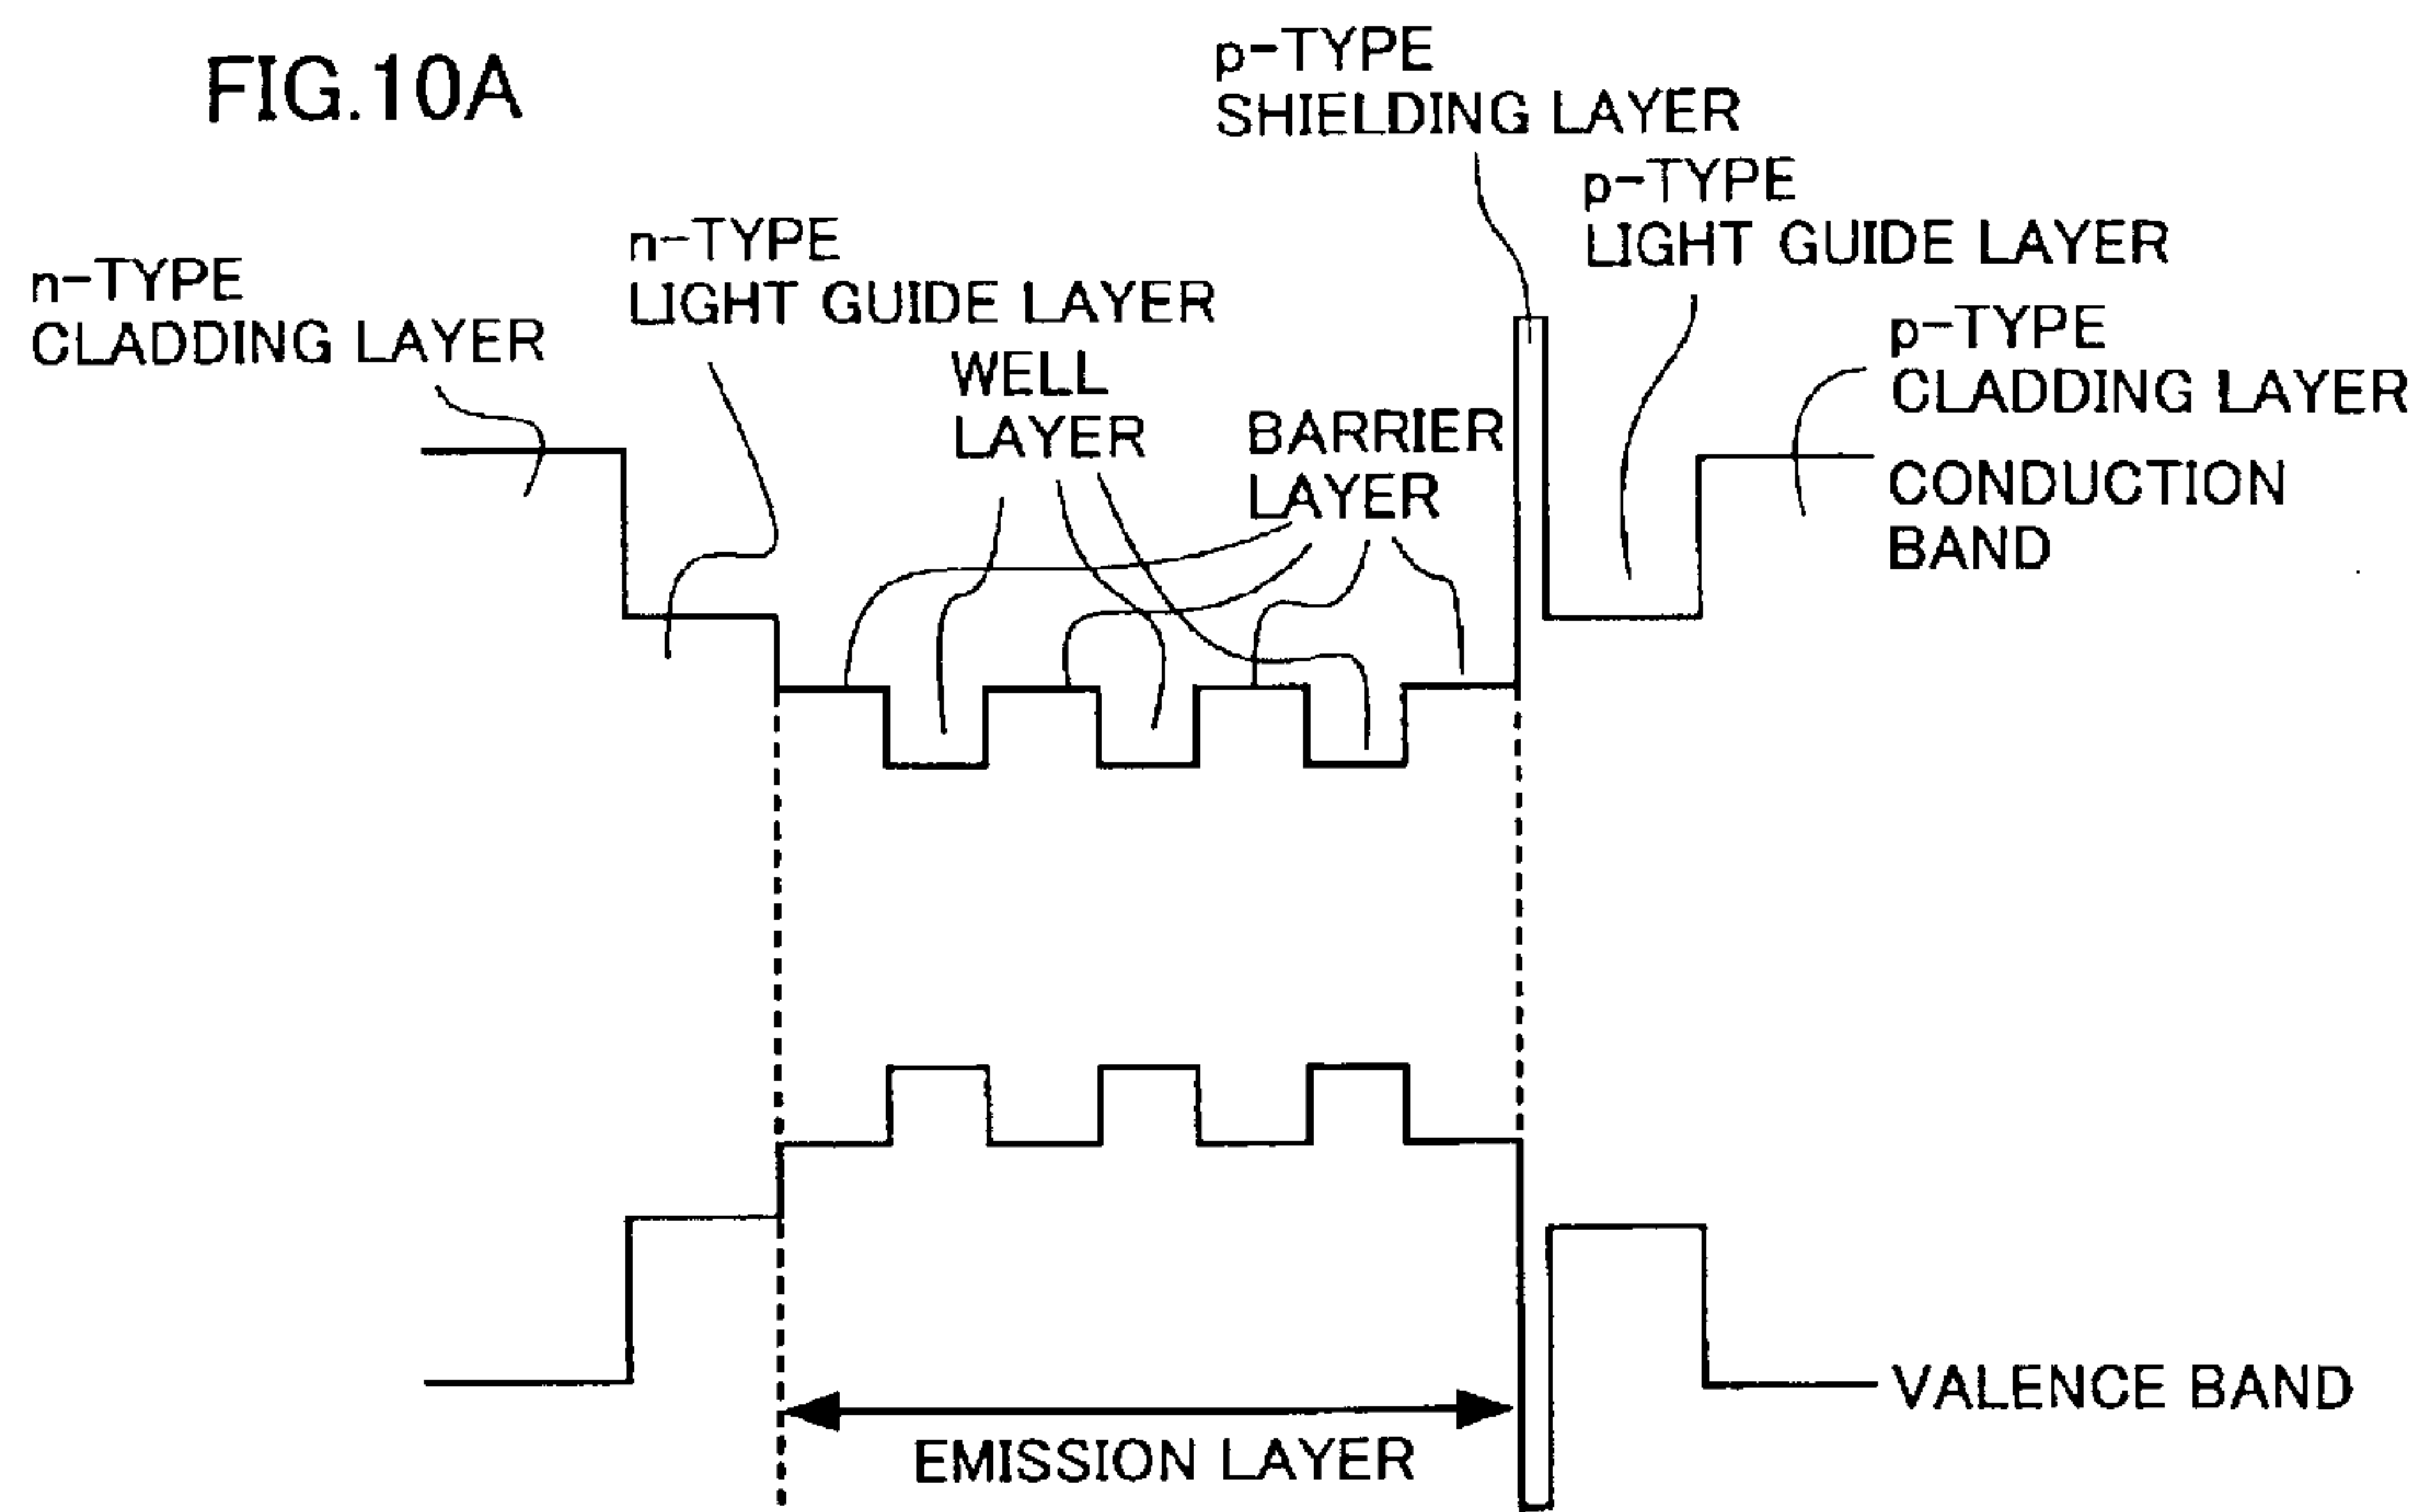 FIG.10A
p-TYPE
SHIELDING LAYER
p-TYPE
LIGHT GUIDE LAYER
n-TYPE
LIGHT GUIDE LAYER
n-TYPE
CLADDING LAYER
WELL
LAYER
BARRIER
LAYER
p-TYPE
CLADDING LAYER
CONDUCTION
BAND
VALENCE BAND
EMISSION LAYER